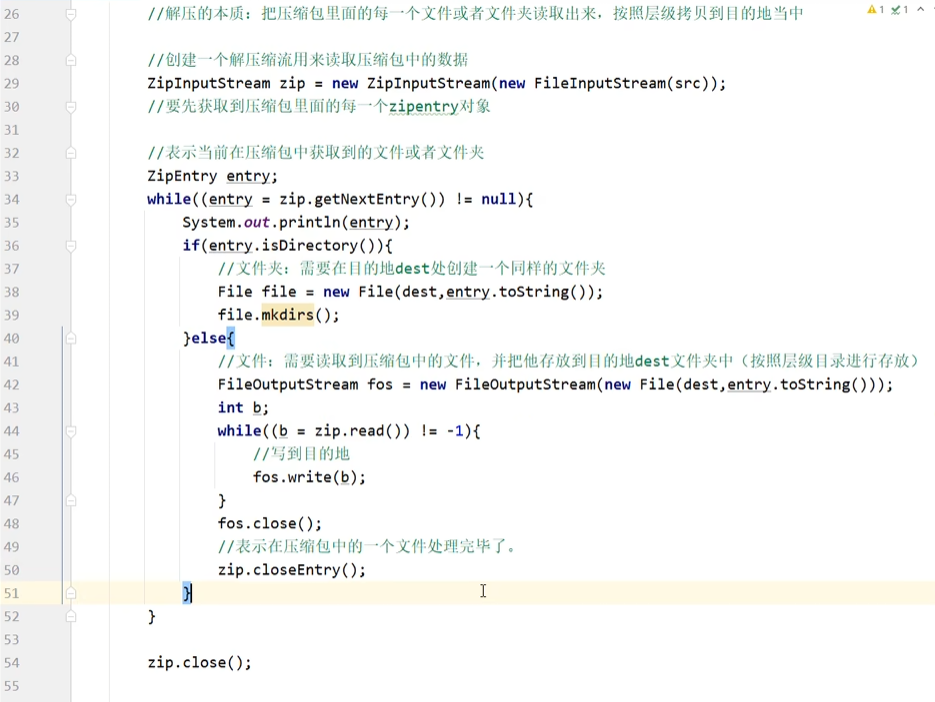 26 //解压的本质：把压缩包里面的每一个文件或者文件夹读取出来，按照层级拷贝到目的地当中 1 1
27
28 //创建一个解压缩流用来读取压缩包中的数据
29 ZipInputStream zip = new ZipInputStream(new FileInputStream(src));
30 //要先获取到压缩包里面的每一个zipentry对象
31
32 //表示当前在压缩包中获取到的文件或者文件夹
33 ZipEntry entry;
34 while((entry = zip.getNextEntry()) != null){
35 System.out.println(entry);
36 if(entry.isDirectory()){
37 //文件夹：需要在目的地dest处创建一个同样的文件夹
38 File file = new File(dest,entry.toString());
39 file.mkdirs();
40 }else{
41 //文件：需要读取到压缩包中的文件，并把他存放到目的地dest文件夹中（按照层级目录进行存放）
42 FileOutputStream fos = new FileOutputStream(new File(dest,entry.toString()));
43 int b;
44 while((b = zip.read()) != -1){
45 //写到目的地
46 fos.write(b);
47 }
48 fos.close();
49 //表示在压缩包中的一个文件处理完毕了。
50 zip.closeEntry();
51 }
52 }
53
54 zip.close();
55